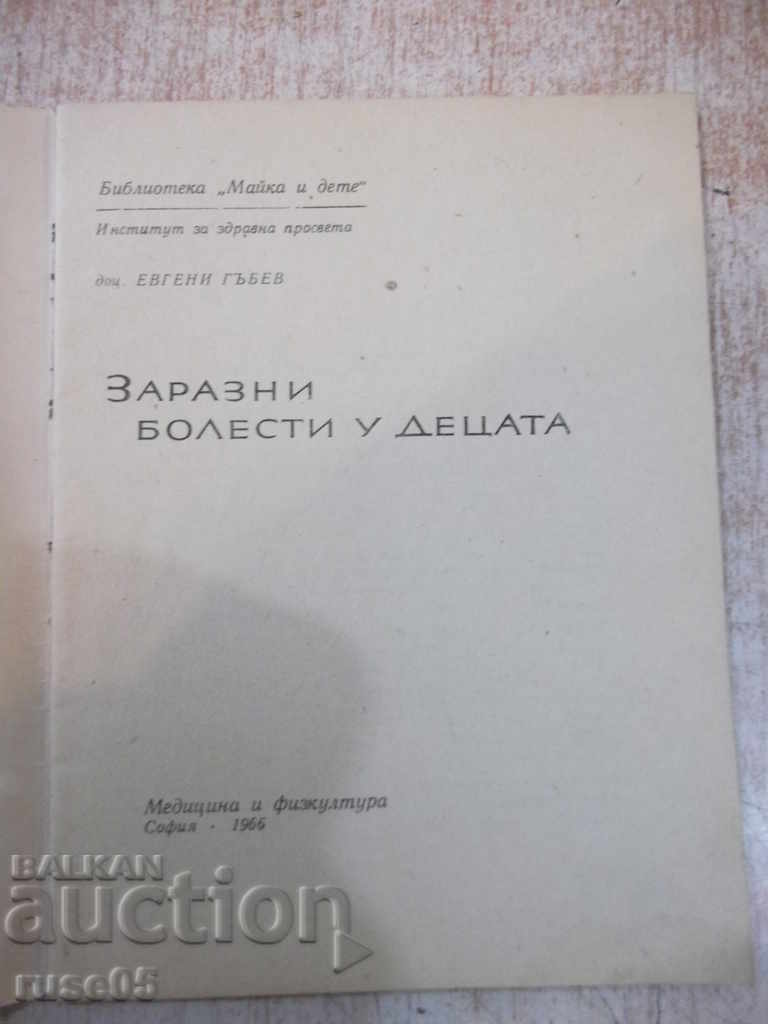 Библиотека „Майка и дете“
Институт за здравна просвета
доц. ЕВГЕНИ ГЪБЕВ
ЗАРАЗНИ
БОЛЕСТИ У ДЕЦАТА
Медицина и физкултура
София · 1966
BALKAN
auction
ruse05